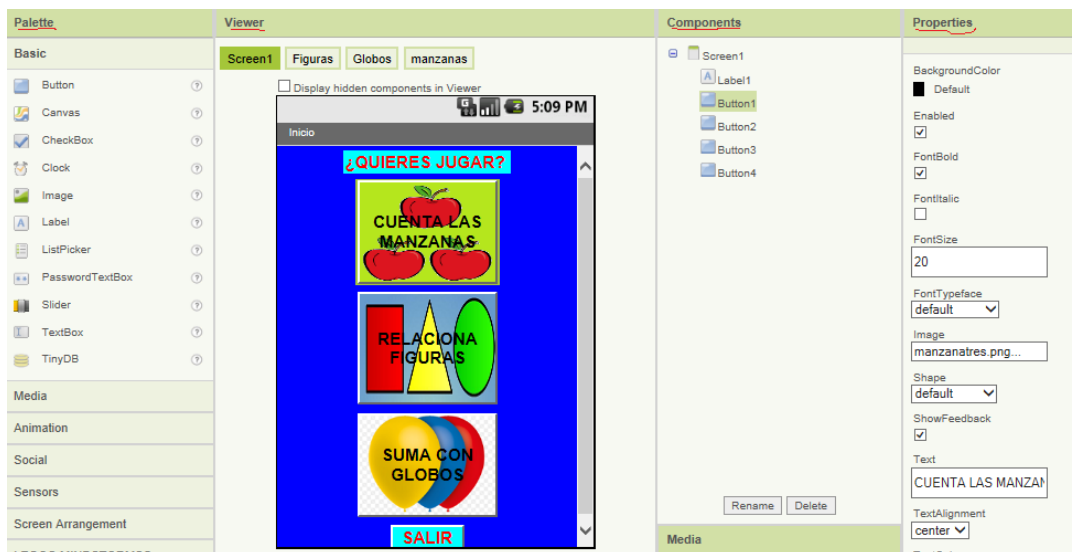 Palette
Basic
Button
Canvas
CheckBox
Clock
Image
Label
ListPicker
PasswordTextBox
Slider
TextBox
TinyDB
Media
Animation
Social
Sensors
Screen Arrangement
Viewer
Screen1 Figuras Globos manzanas
Display hidden components in Viewer
5:09 PM
Inicio
¿QUIERES JUGAR?
CUENTA LAS
MANZANAS
RELACIONA
FIGURAS
SUMA CON
GLOBOS
SALIR
Components
Screen1
Label1
Button1
Button2
Button3
Button4
Rename Delete
Media
Properties
BackgroundColor
Default
Enabled
FontBold
FontItalic
FontSize
20
FontTypeface
default
Image
manzanatres.png...
Shape
default
ShowFeedback
Text
CUENTA LAS MANZAN
TextAlignment
center